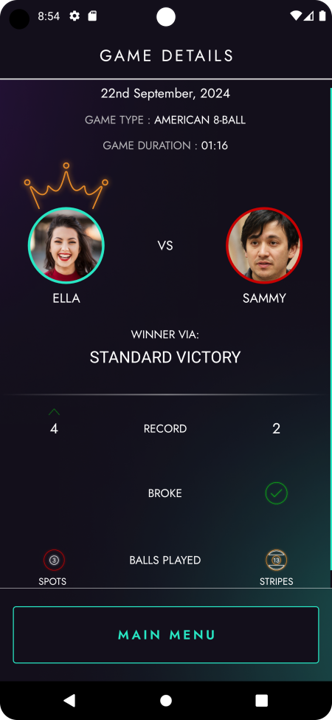 8:54
GAME DETAILS
22nd September, 2024
GAME TYPE : AMERICAN 8-BALL
GAME DURATION : 01:16
VS
ELLA SAMMY
WINNER VIA:
STANDARD VICTORY
4 RECORD 2
BROKE
3 BALLS PLAYED 13
SPOTS STRIPES
MAIN MENU